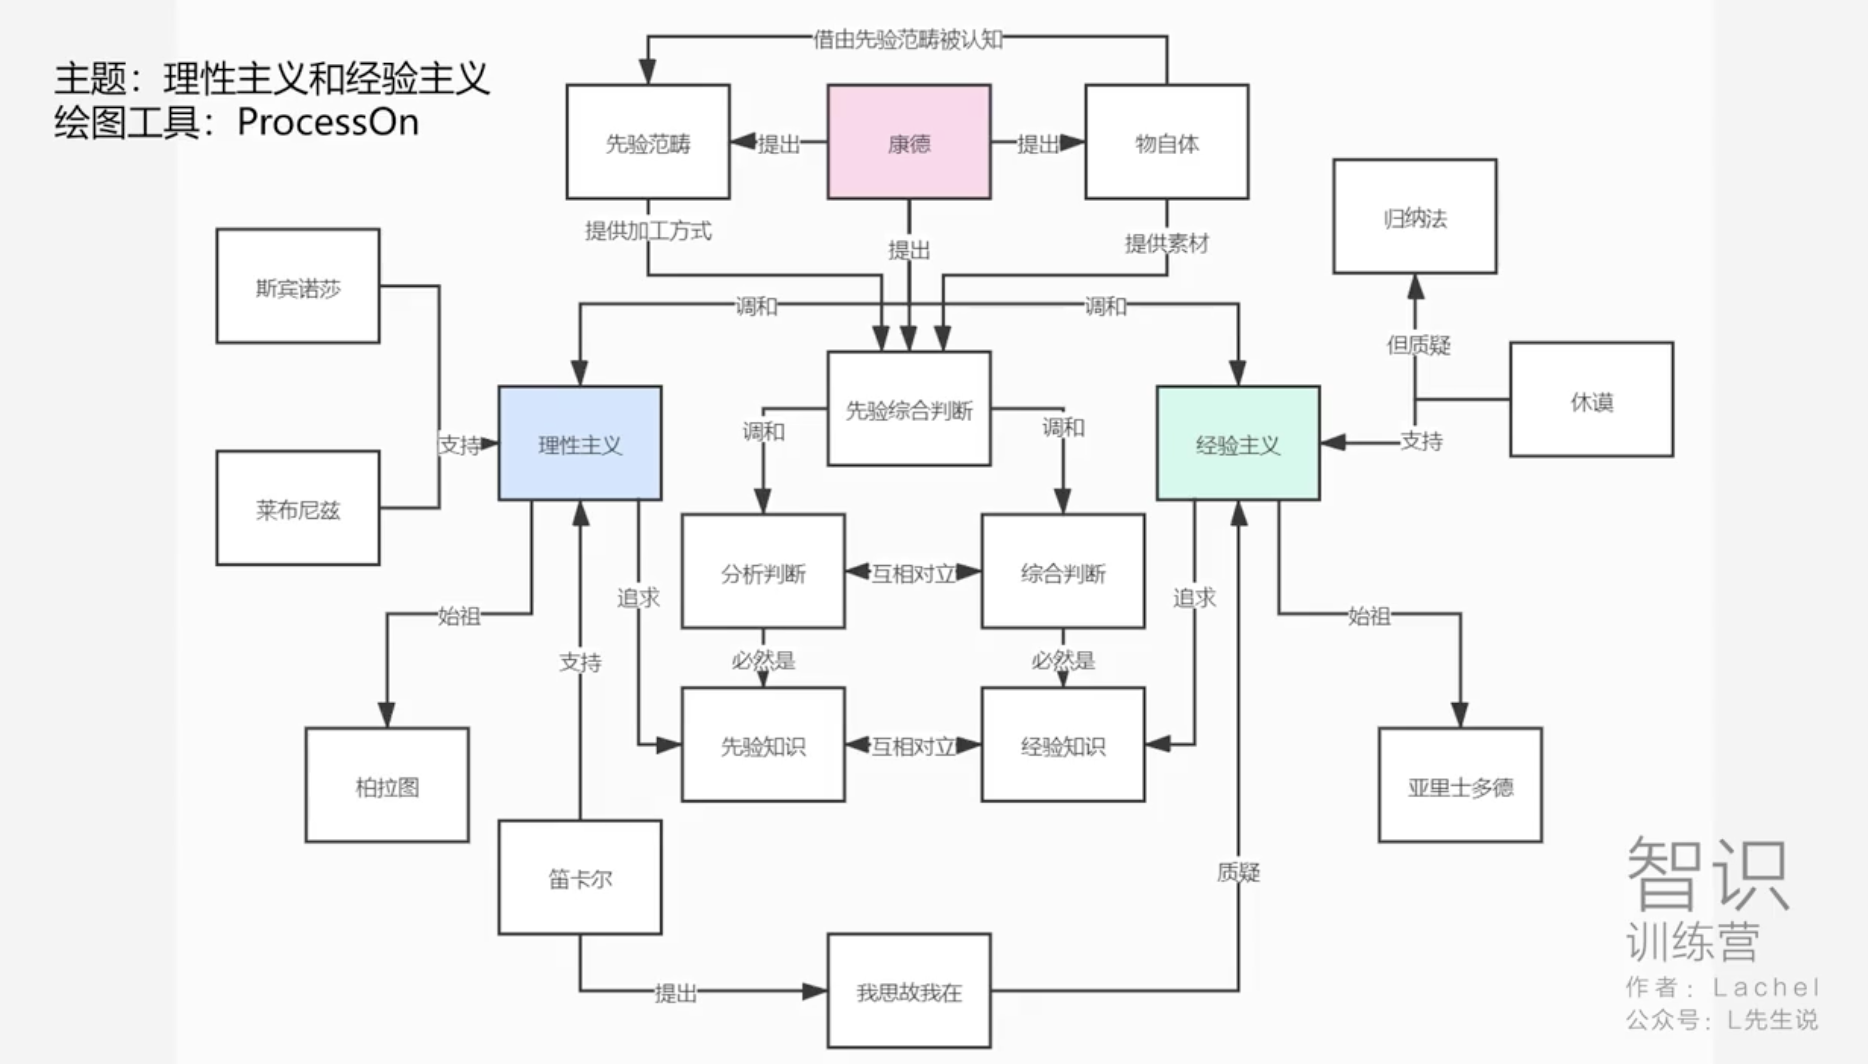 借由先验范畴被认知
主题：理性主义和经验主义
绘图工具：ProcessOn
先验范畴
提出
康德
提出
物自体
归纳法
提供加工方式
提出
提供素材
斯宾诺莎
调和
调和
但质疑
休谟
先验综合判断
调和
调和
支持
理性主义
经验主义
支持
莱布尼兹
分析判断
互相对立
综合判断
追求
追求
始祖
始祖
支持
必然是
必然是
先验知识
互相对立
经验知识
柏拉图
亚里士多德
笛卡尔
质疑
提出
我思故我在
智识
训练营
作者：Lachel
公众号：L先生说